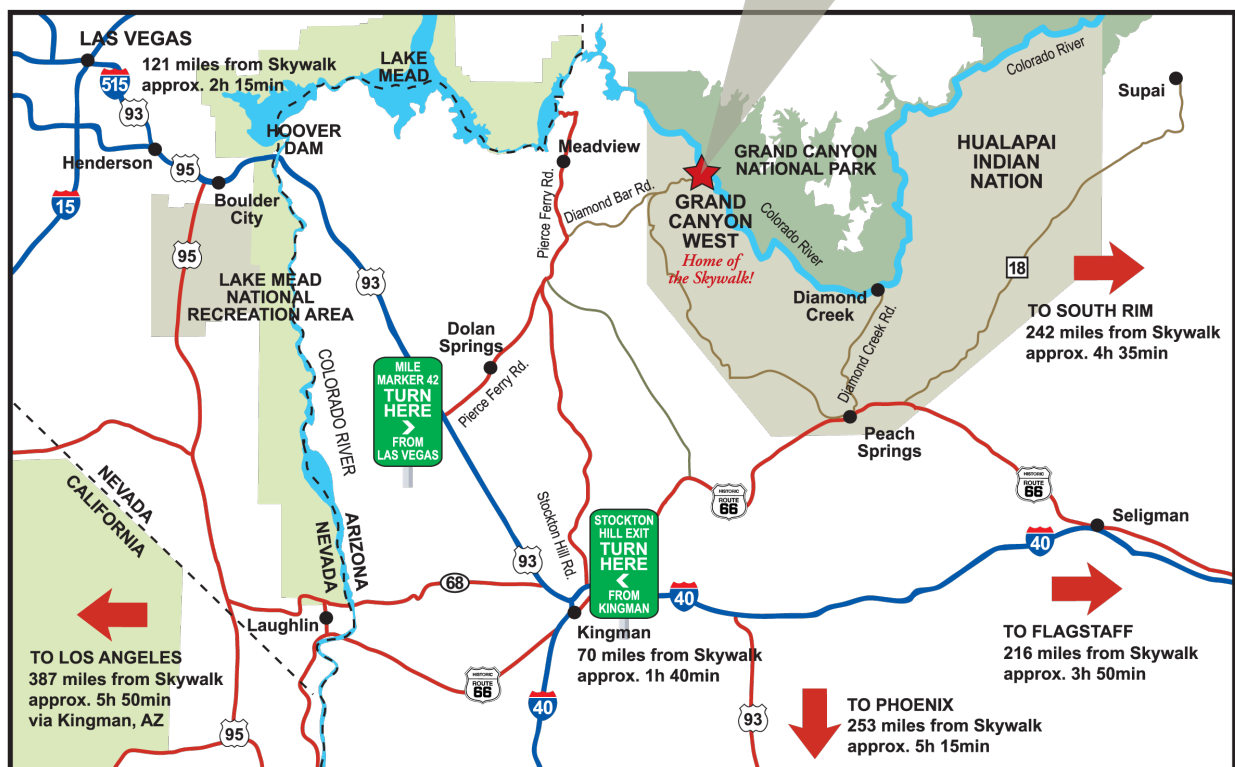 LAS VEGAS
121 miles from Skywalk
approx. 2h 15min
515
93
Henderson
95
15
Boulder
City
HOOVER
DAM
LAKE
MEAD
Meadview
Pierce Ferry Rd.
Diamond Bar Rd.
GRAND CANYON
NATIONAL PARK
GRAND
CANYON
WEST
Home of
the Skywalk!
Colorado River
Colorado River
Supai
HUALAPAI
INDIAN
NATION
18
TO SOUTH RIM
242 miles from Skywalk
approx. 4h 35min
Diamond
Creek
Diamond Creek Rd.
Peach
Springs
95
LAKE MEAD
NATIONAL
RECREATION AREA
93
COLORADO RIVER
Dolan
Springs
Pierce Ferry Rd.
MILE
MARKER 42
TURN
HERE
>
FROM
LAS VEGAS
NEVADA
CALIFORNIA
ARIZONA
NEVADA
Stockton Hill Rd.
STOCKTON
HILL EXIT
TURN
HERE
<
FROM
KINGMAN
HISTORIC
ROUTE
66
HISTORIC
ROUTE
66
Seligman
40
93
68
40
Laughlin
Kingman
70 miles from Skywalk
approx. 1h 40min
TO LOS ANGELES
387 miles from Skywalk
approx. 5h 50min
via Kingman, AZ
95
HISTORIC
ROUTE
66
40
93
TO FLAGSTAFF
216 miles from Skywalk
approx. 3h 50min
TO PHOENIX
253 miles from Skywalk
approx. 5h 15min